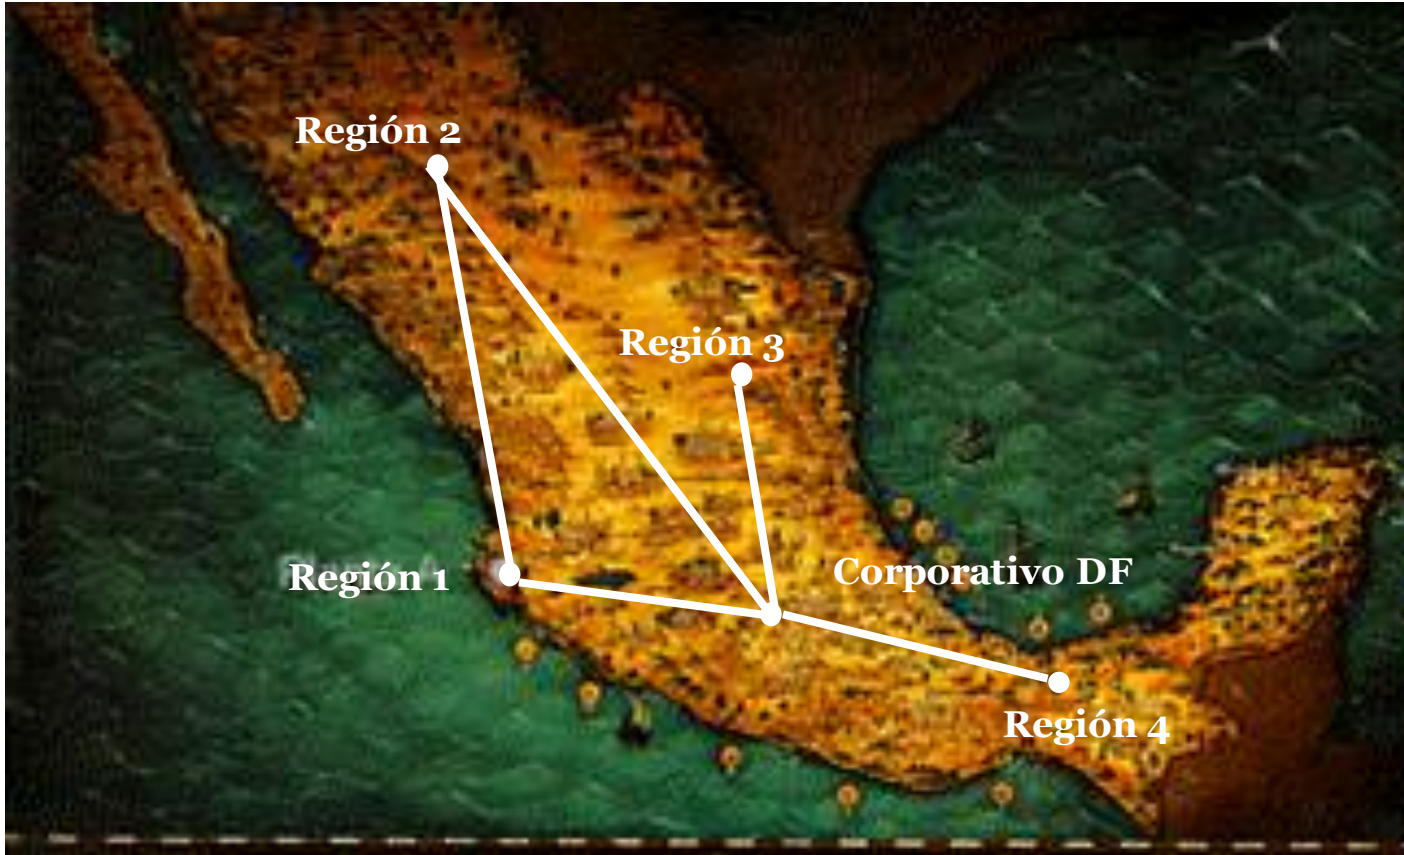 Región 2
Región 3
Corporativo DF
Región 1
Región 4